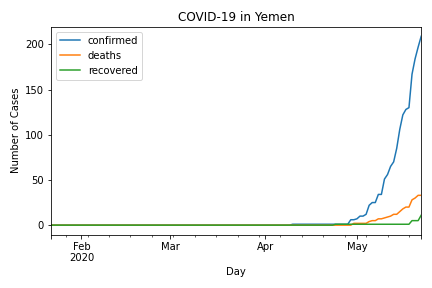 COVID-19 in Yemen
confirmed
deaths
recovered
Number of Cases
200
150
100
50
0
Feb
2020
Mar
Apr
May
Day